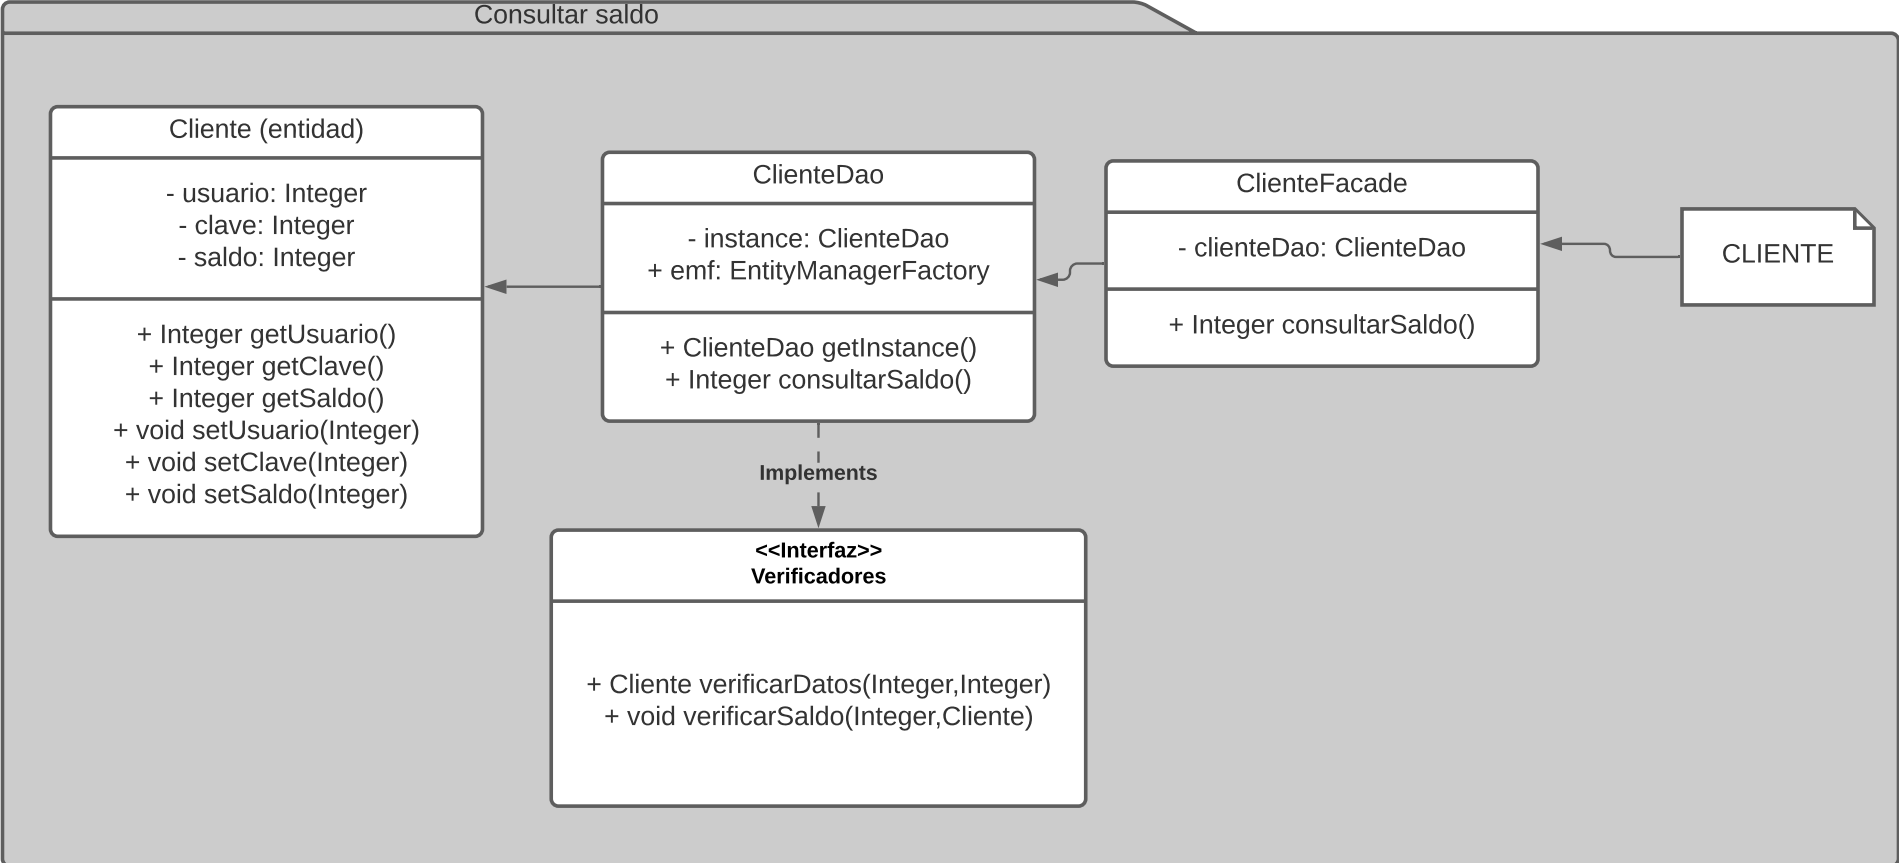 Consultar saldo
Cliente (entidad)
- usuario: Integer
- clave: Integer
- saldo: Integer
+ Integer getUsuario()
+ Integer getClave()
+ Integer getSaldo()
+ void setUsuario(Integer)
+ void setClave(Integer)
+ void setSaldo(Integer)
ClienteDao
- instance: ClienteDao
+ emf: EntityManagerFactory
+ ClienteDao getInstance()
+ Integer consultarSaldo()
Implements
<<Interfaz>>
Verificadores
+ Cliente verificarDatos(Integer,Integer)
+ void verificarSaldo(Integer,Cliente)
ClienteFacade
- clienteDao: ClienteDao
+ Integer consultarSaldo()
CLIENTE